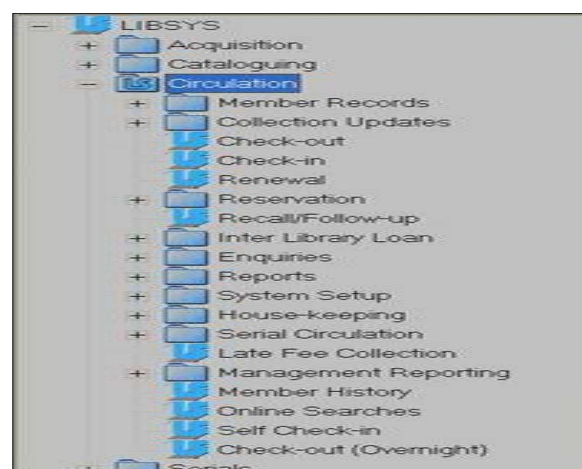 LIBSYS
Acquisition
Cataloguing
Circulation
Member Records
Collection Updates
Check-out
Check-in
Renewal
Reservation
Recall/Follow-up
Inter Library Loan
Enquiries
Reports
System Setup
House-keeping
Serial Circulation
Late Fee Collection
Management Reporting
Member History
Online Searches
Self Check-in
Check-out (Overnight)
Serials